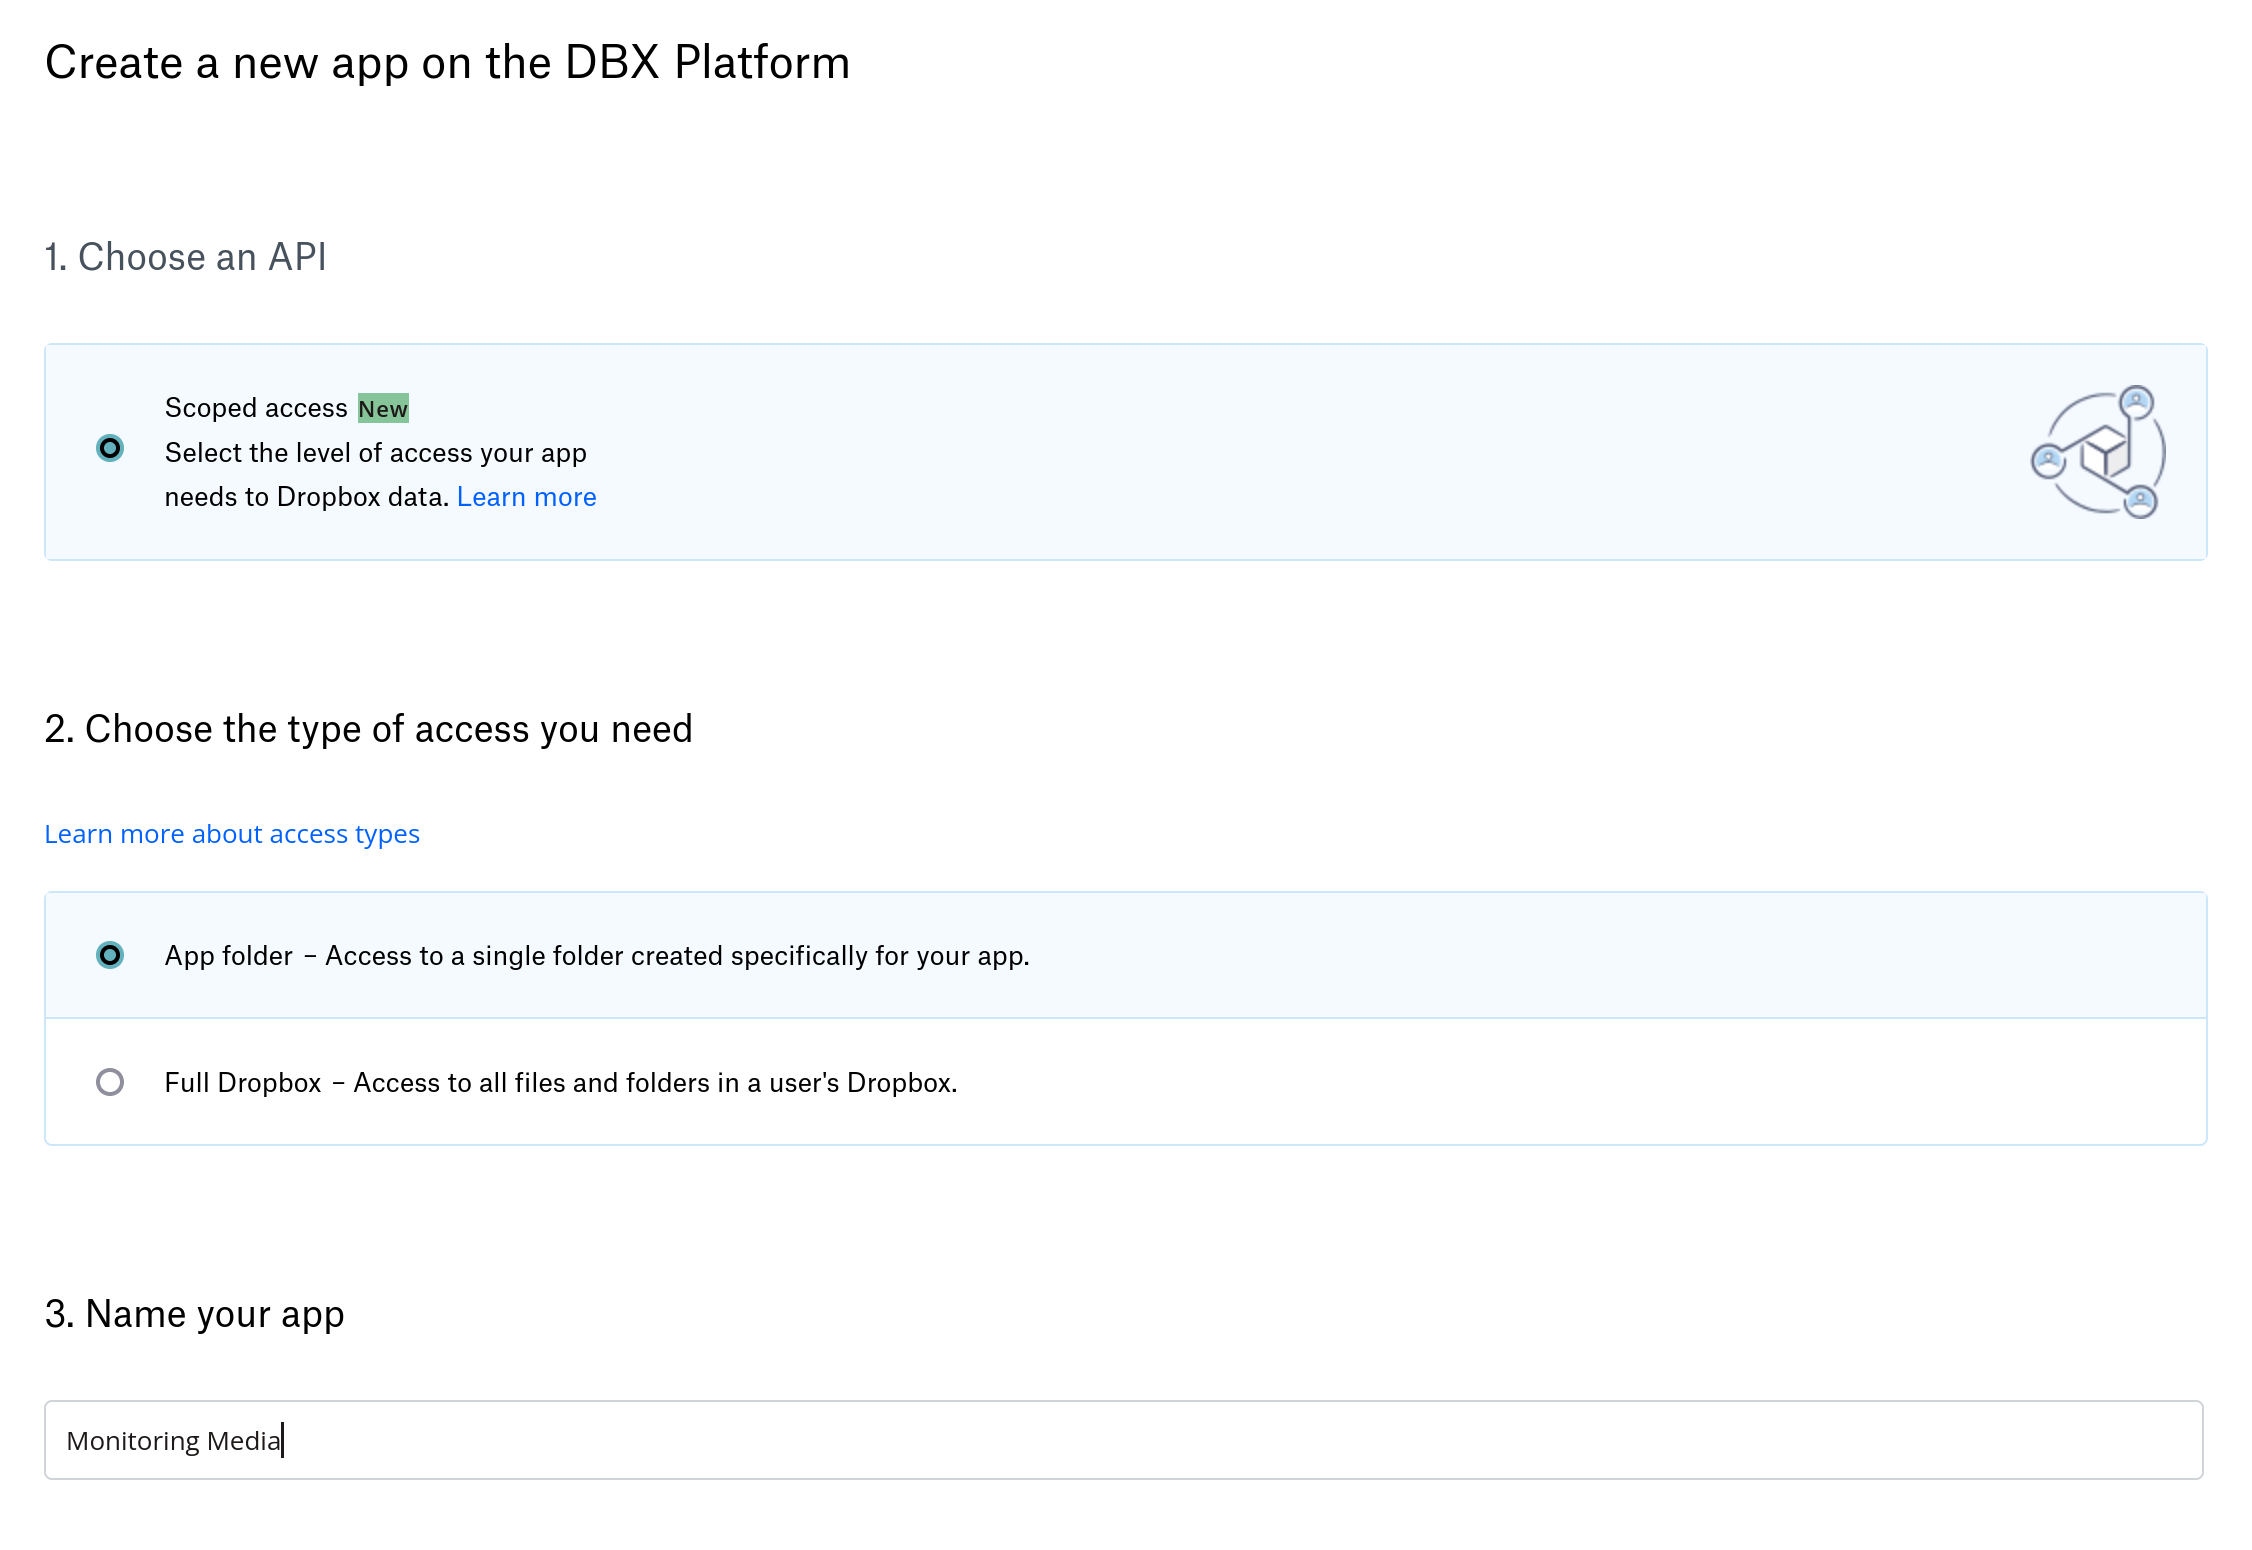 Create a new app on the DBX Platform
1. Choose an API
Scoped access New
Select the level of access your app
needs to Dropbox data. Learn more
2. Choose the type of access you need
Learn more about access types
App folder – Access to a single folder created specifically for your app.
Full Dropbox – Access to all files and folders in a user's Dropbox.
3. Name your app
Monitoring Media